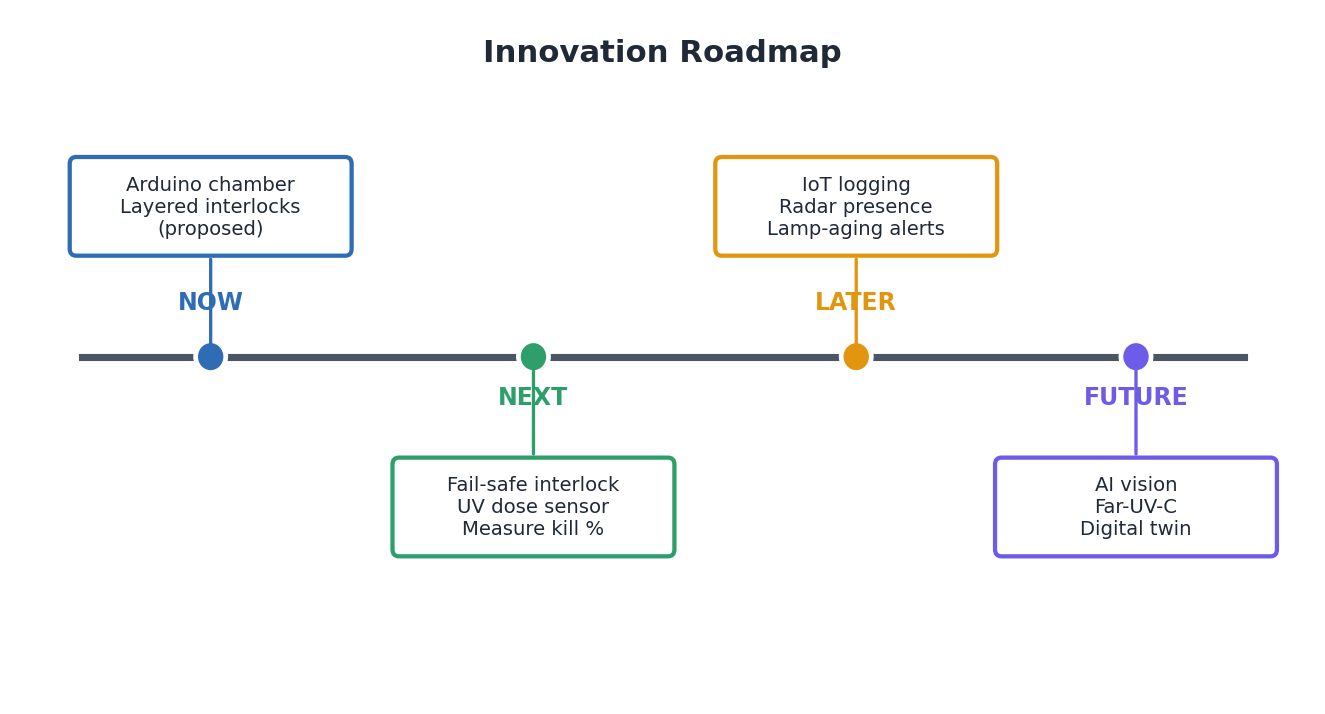 Innovation Roadmap
Arduino chamber
Layered interlocks
(proposed)
NOW
NEXT
Fail-safe interlock
UV dose sensor
Measure kill %
IoT logging
Radar presence
Lamp-aging alerts
LATER
FUTURE
AI vision
Far-UV-C
Digital twin